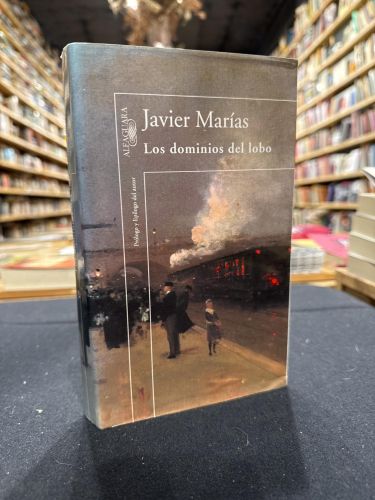 ALFAGUARA
Javier Marías
Los dominios del lobo
Prólogo y Epílogo del autor